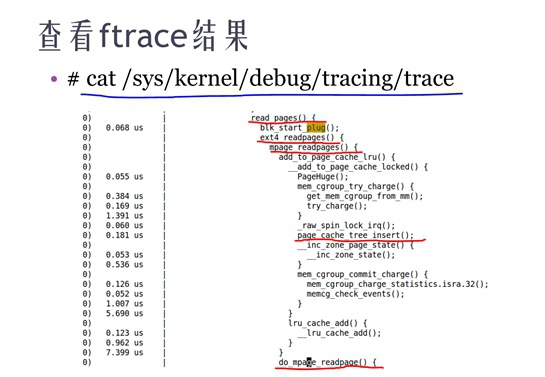 查看ftrace结果
• # cat /sys/kernel/debug/tracing/trace
0) | read_pages() {
0) 0.068 us | blk_start_plug();
0) | ext4_readpages() {
0) | mpage_readpages() {
0) | add_to_page_cache_lru() {
0) | __add_to_page_cache_locked() {
0) 0.055 us | PageHuge();
0) | mem_cgroup_try_charge() {
0) 0.384 us | get_mem_cgroup_from_mm();
0) 0.169 us | try_charge();
0) 1.391 us | }
0) 0.060 us | _raw_spin_lock_irq();
0) 0.181 us | page_cache_tree_insert();
0) | __inc_zone_page_state() {
0) 0.053 us | __inc_zone_state();
0) 0.536 us | }
0) | mem_cgroup_commit_charge() {
0) 0.126 us | mem_cgroup_charge_statistics.isra.32();
0) 0.052 us | memcg_check_events();
0) 1.007 us | }
0) 5.690 us | }
0) | lru_cache_add() {
0) 0.123 us | __lru_cache_add();
0) 0.962 us | }
0) 7.399 us | }
0) | do_mpage_readpage() {